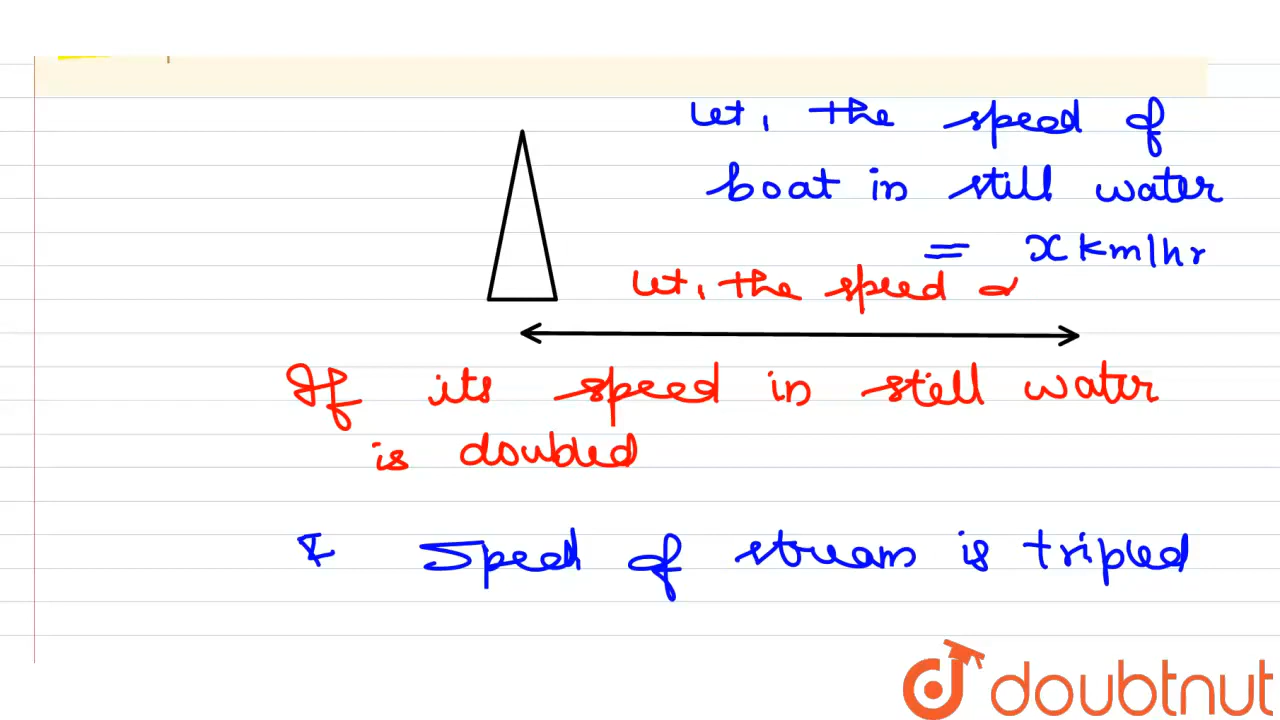 Let, the speed of
boat in still water
= x km/hr
Let, the speed o
If its speed in still water
is doubled
& Speed of stream is tripled
doubtnut